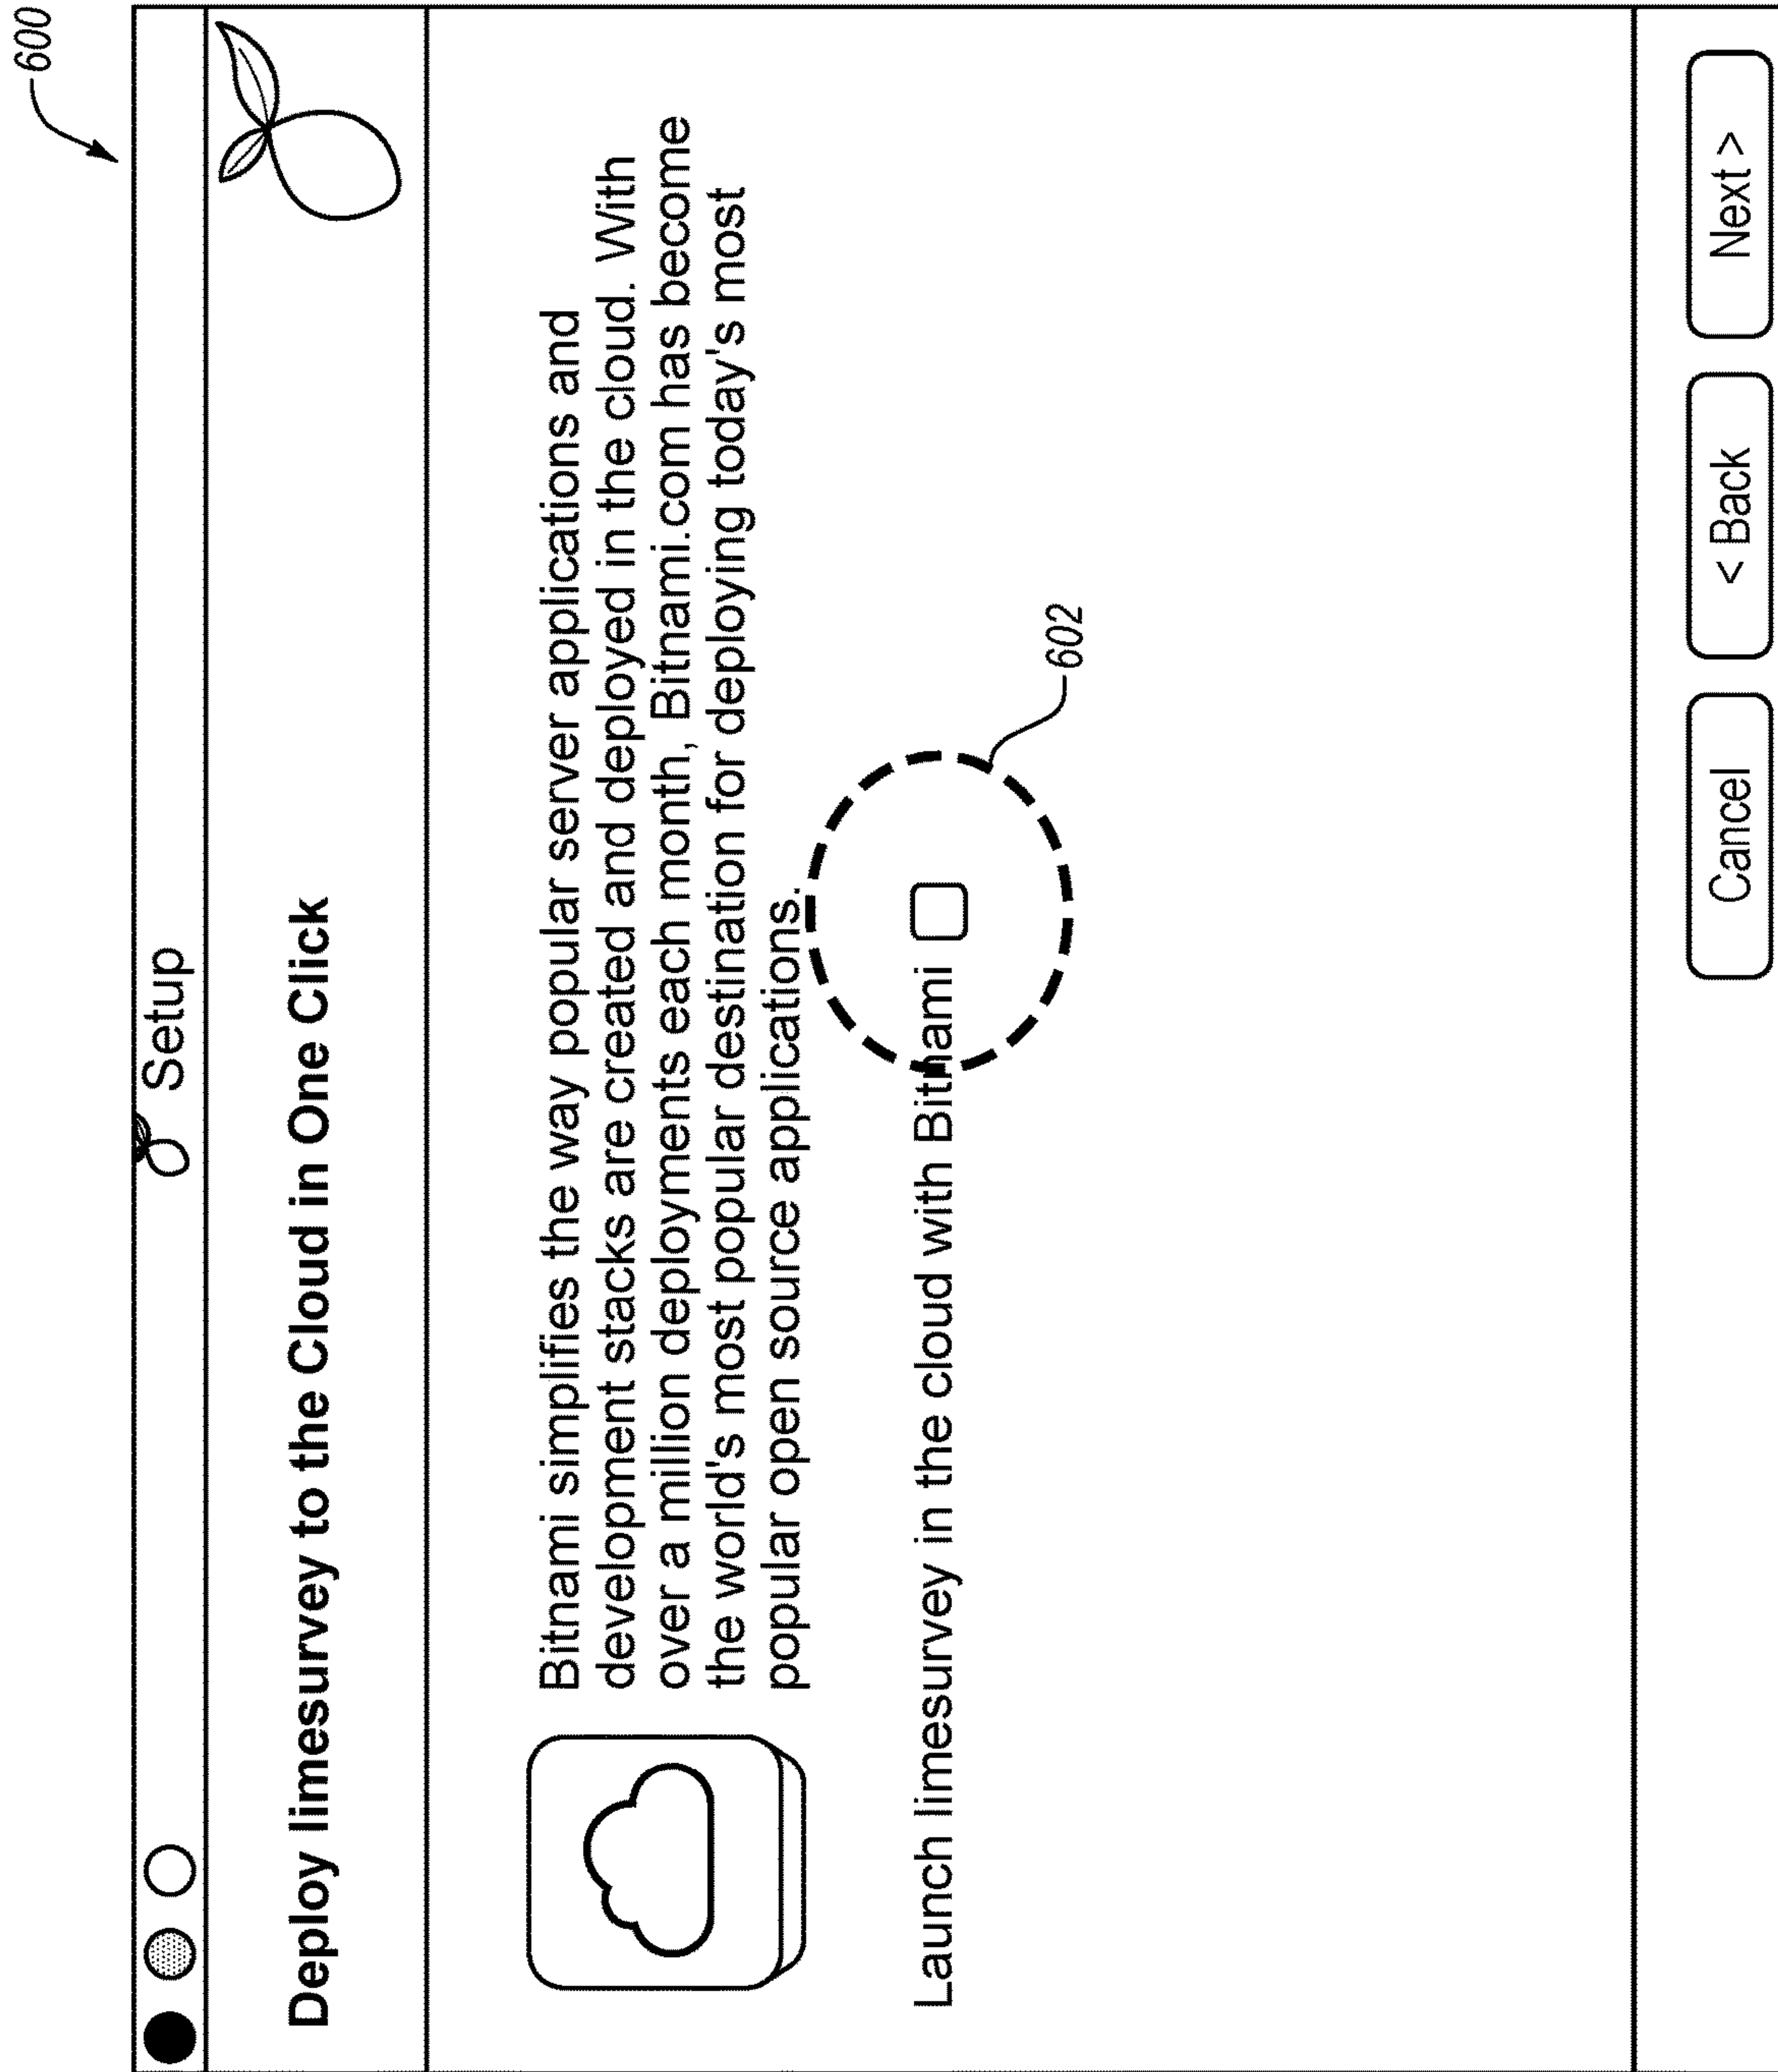 600
Setup
Deploy limesurvey to the Cloud in One Click
Bitnami simplifies the way popular server applications and
development stacks are created and deployed in the cloud. With
over a million deployments each month, Bitnami.com has become
the world's most popular destination for deploying today's most
popular open source applications.
Launch limesurvey in the cloud with Bitnami
602
Cancel
< Back
Next >